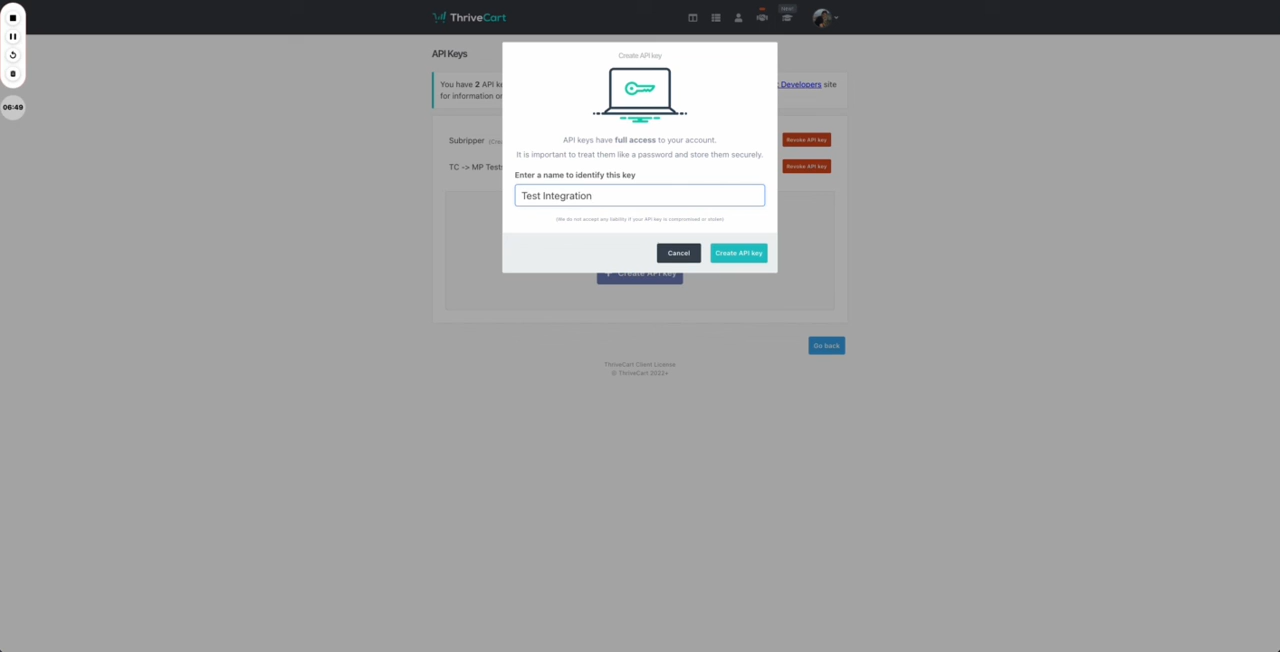 ThriveCart
New!
06:49
API Keys
Create API key
You have 2 API ke
Developers site
for information on
API keys have full access to your account.
It is important to treat them like a password and store them securely.
Subripper
Revoke API key
TC -> MP Test
Revoke API key
Enter a name to identify this key
Test Integration
(We do not accept any liability if your API key is compromised or stolen)
Cancel
Create API key
+ Create API key
Go back
ThriveCart Client License